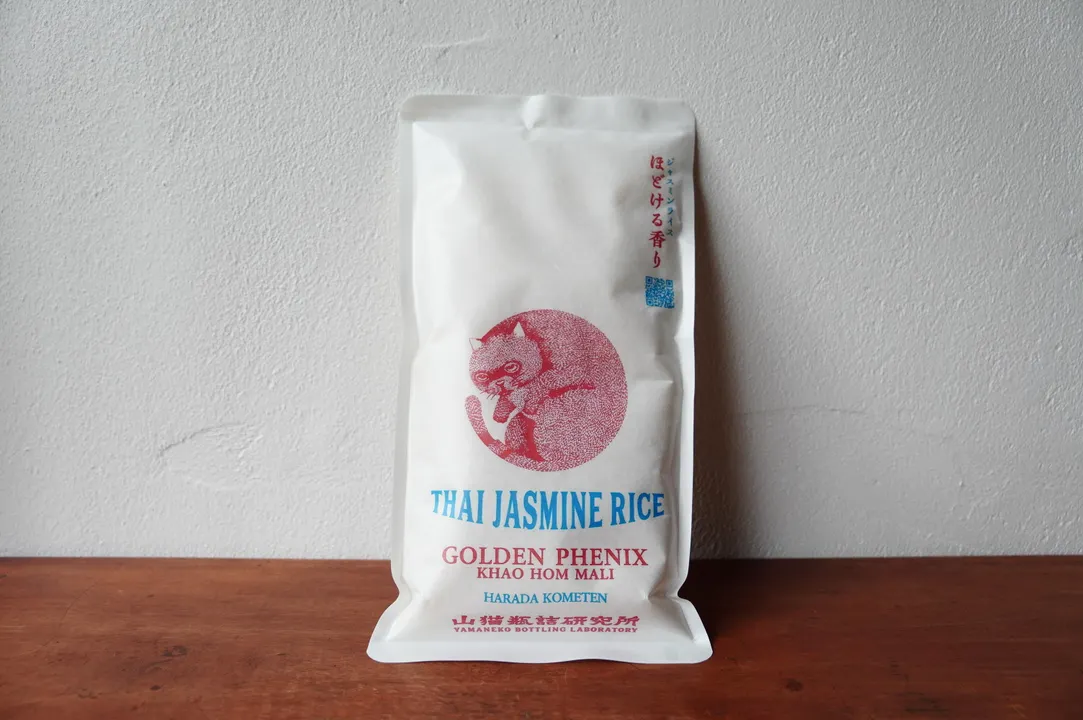 ジャスミンライス
ほどける香り
THAI JASMINE RICE
GOLDEN PHENIX
KHAO HOM MALI
HARADA KOMETEN
山猫瓶詰研究所
YAMANEKO BOTTLING LABORATORY